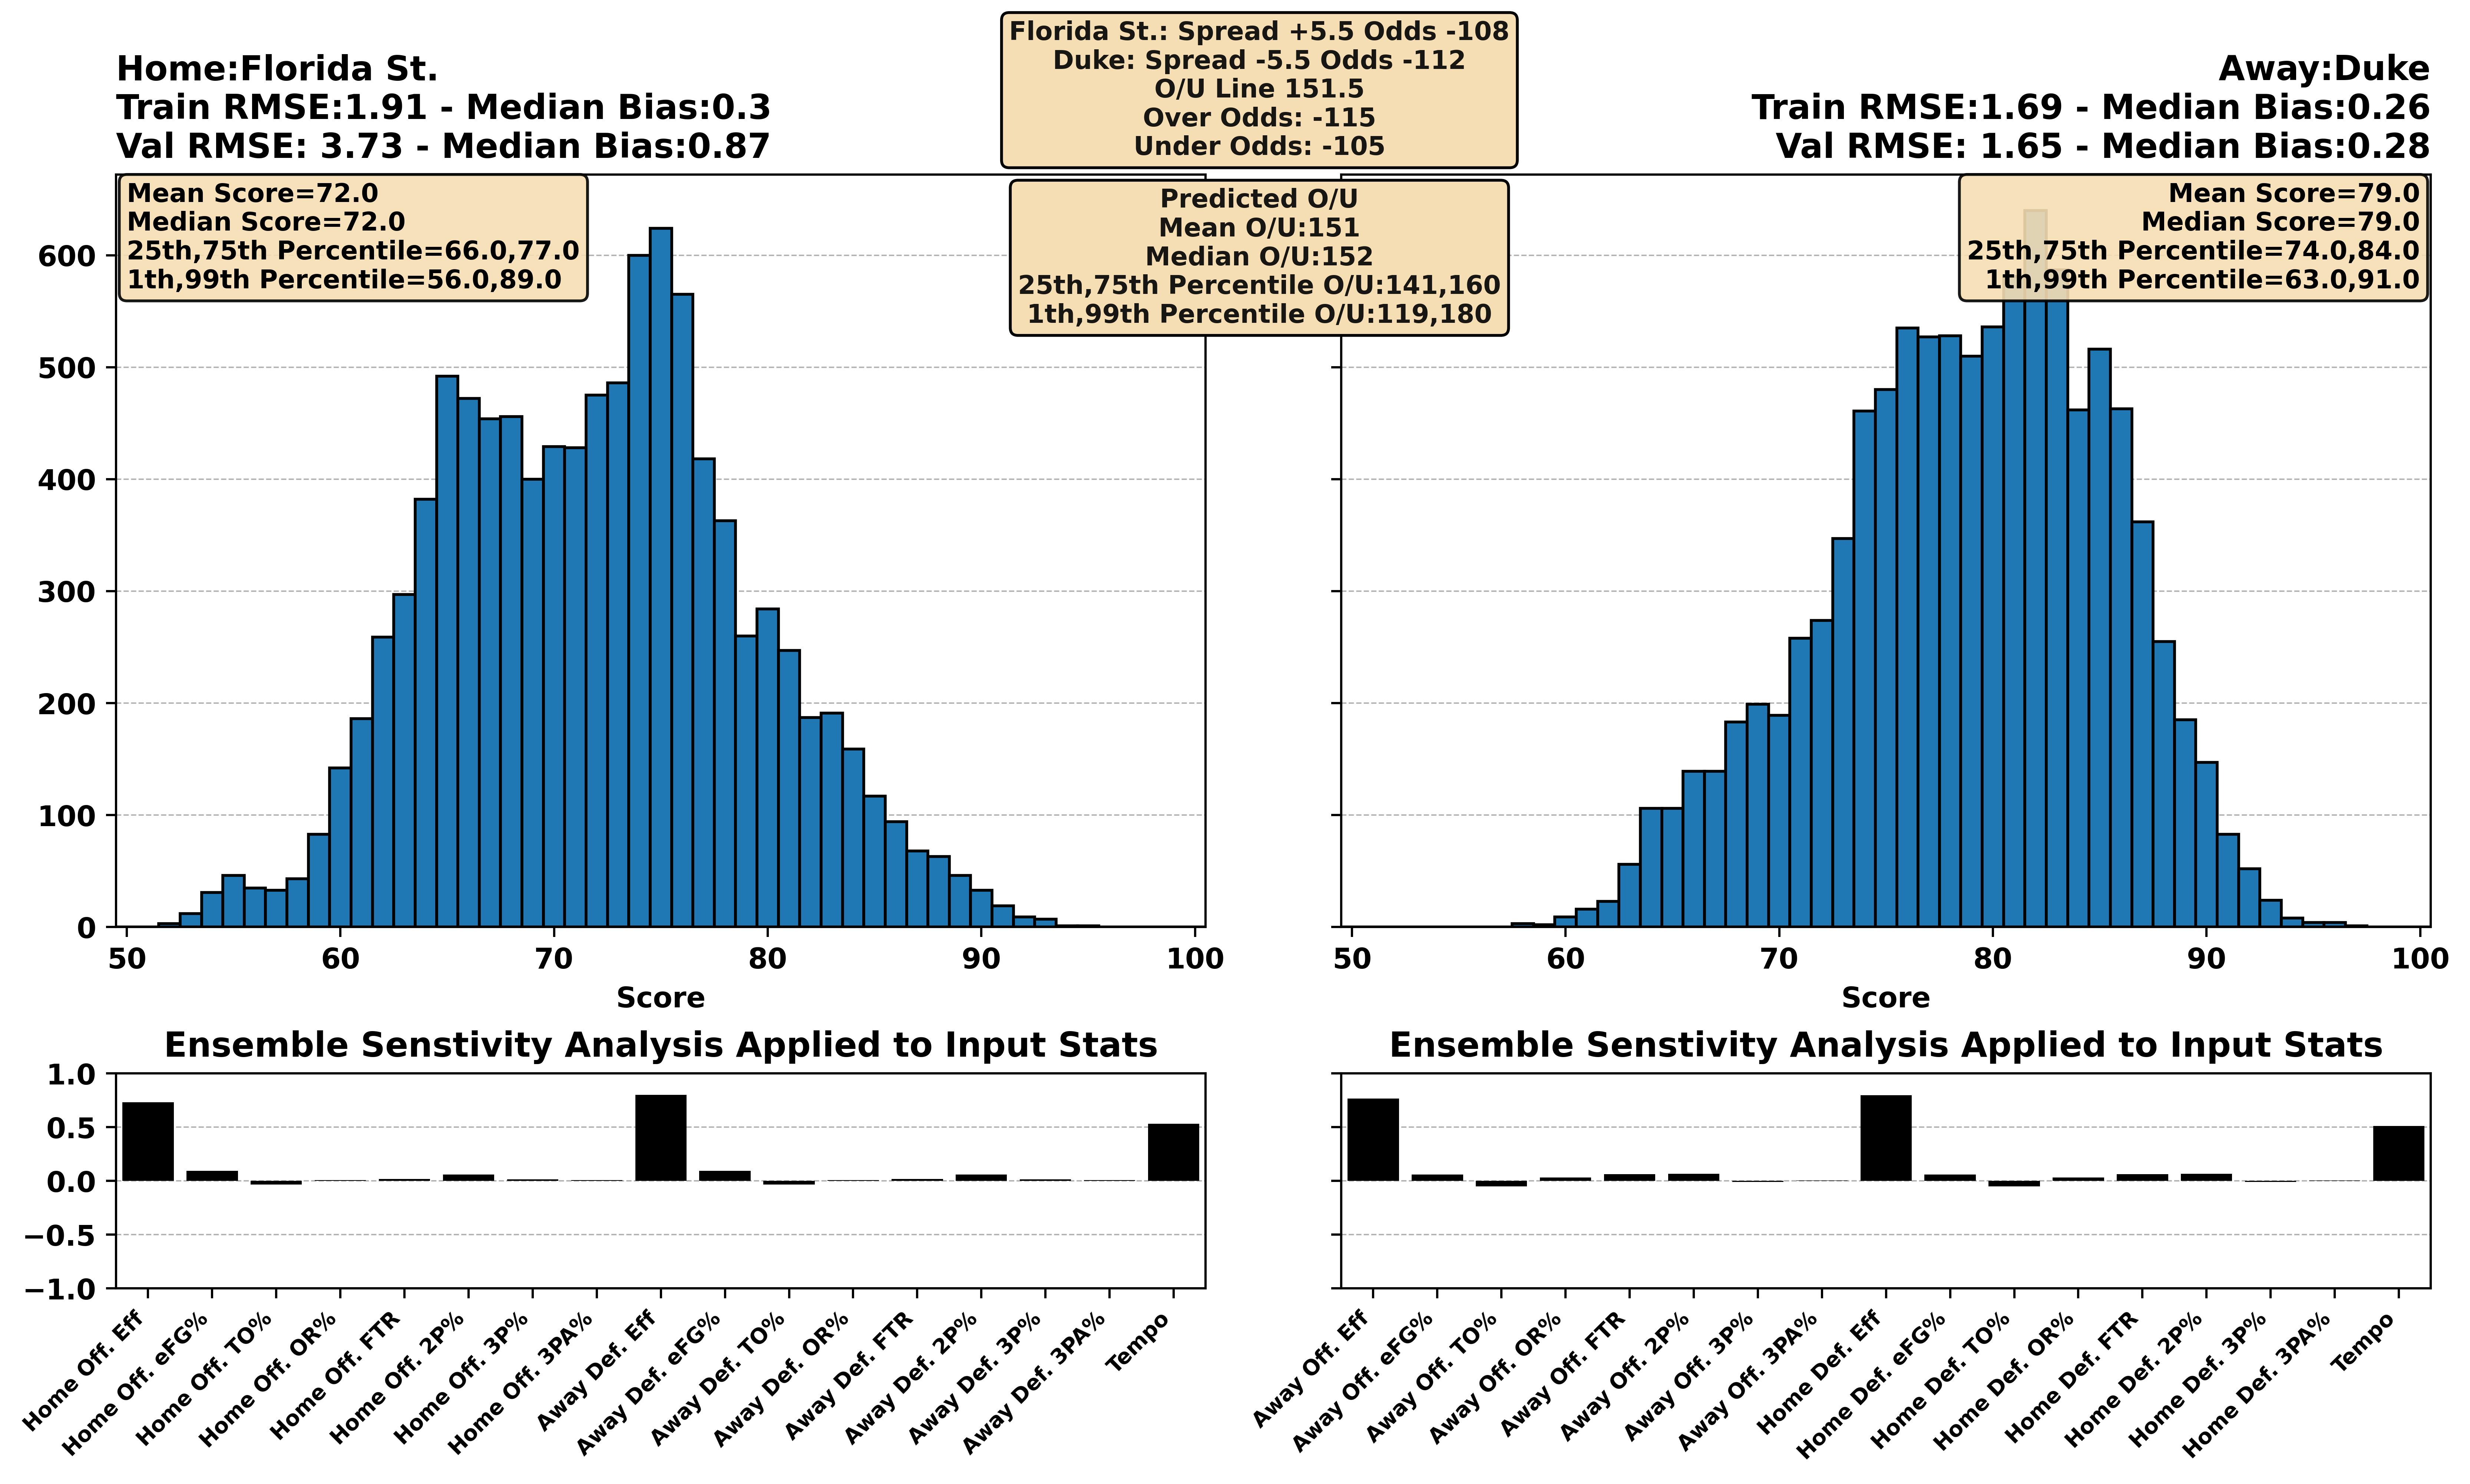 Florida St.: Spread +5.5 Odds -108
Duke: Spread -5.5 Odds -112
O/U Line 151.5
Over Odds: -115
Under Odds: -105
Home:Florida St.
Train RMSE:1.91 - Median Bias:0.3
Val RMSE: 3.73 - Median Bias:0.87
Away:Duke
Train RMSE:1.69 - Median Bias:0.26
Val RMSE: 1.65 - Median Bias:0.28
Mean Score=72.0
Median Score=72.0
25th,75th Percentile=66.0,77.0
1th,99th Percentile=56.0,89.0
Predicted O/U
Mean O/U:151
Median O/U:152
25th,75th Percentile O/U:141,160
1th,99th Percentile O/U:119,180
Mean Score=79.0
Median Score=79.0
25th,75th Percentile=74.0,84.0
1th,99th Percentile=63.0,91.0
600
500
400
300
200
100
0
50 60 70 80 90 100
Score
50 60 70 80 90 100
Score
Ensemble Senstivity Analysis Applied to Input Stats
1.0
0.5
0.0
−0.5
−1.0
Home Off. Eff
Home Off. eFG%
Home Off. TO%
Home Off. OR%
Home Off. FTR
Home Off. 2P%
Home Off. 3P%
Home Off. 3PA%
Away Def. Eff
Away Def. eFG%
Away Def. TO%
Away Def. OR%
Away Def. FTR
Away Def. 2P%
Away Def. 3P%
Away Def. 3PA%
Tempo
Ensemble Senstivity Analysis Applied to Input Stats
Away Off. Eff
Away Off. eFG%
Away Off. TO%
Away Off. OR%
Away Off. FTR
Away Off. 2P%
Away Off. 3P%
Away Off. 3PA%
Home Def. Eff
Home Def. eFG%
Home Def. TO%
Home Def. OR%
Home Def. FTR
Home Def. 2P%
Home Def. 3P%
Home Def. 3PA%
Tempo